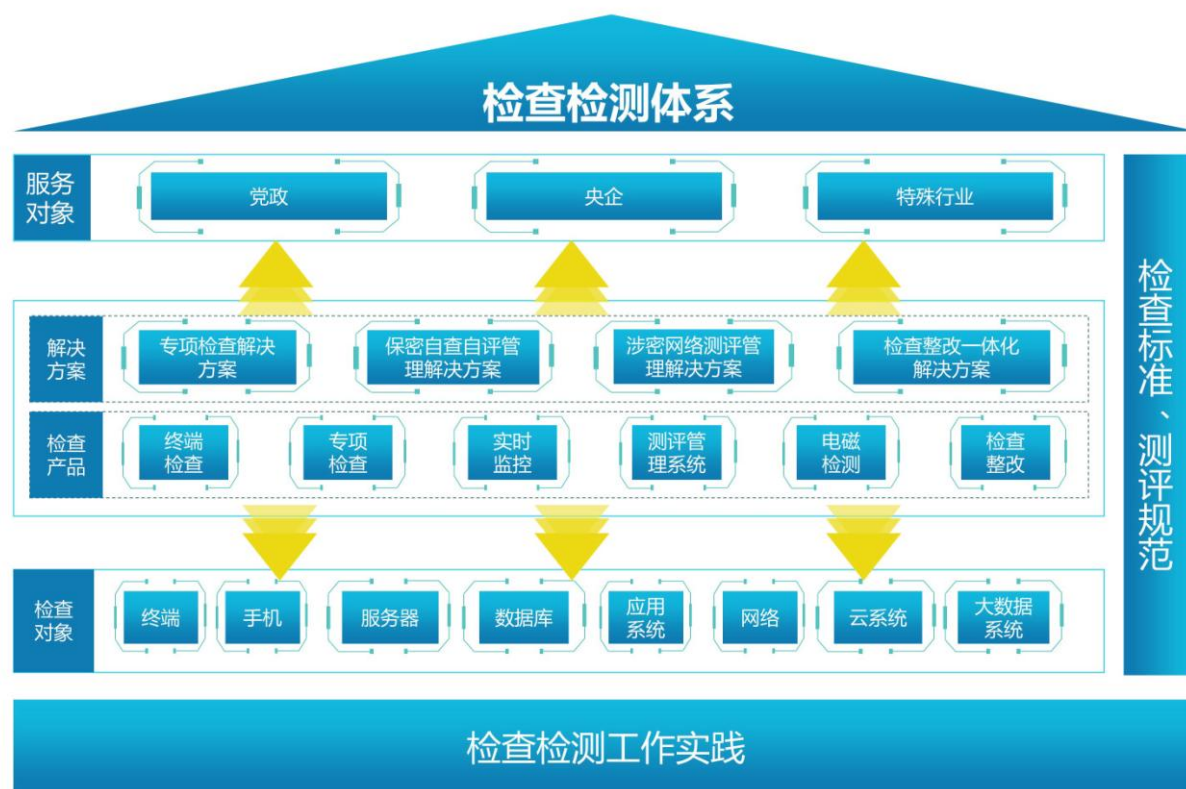 检查检测体系
服务
对象
党政
央企
特殊行业
解决
方案
专项检查解决
方案
保密自查自评管
理解决方案
涉密网络测评管
理解决方案
检查整改一体化
解决方案
检查
产品
终端
检查
专项
检查
实时
监控
测评管
理系统
电磁
检测
检查
整改
检查
对象
终端
手机
服务器
数据库
应用
系统
网络
云系统
大数据
系统
检查标准、测评规范
检查检测工作实践